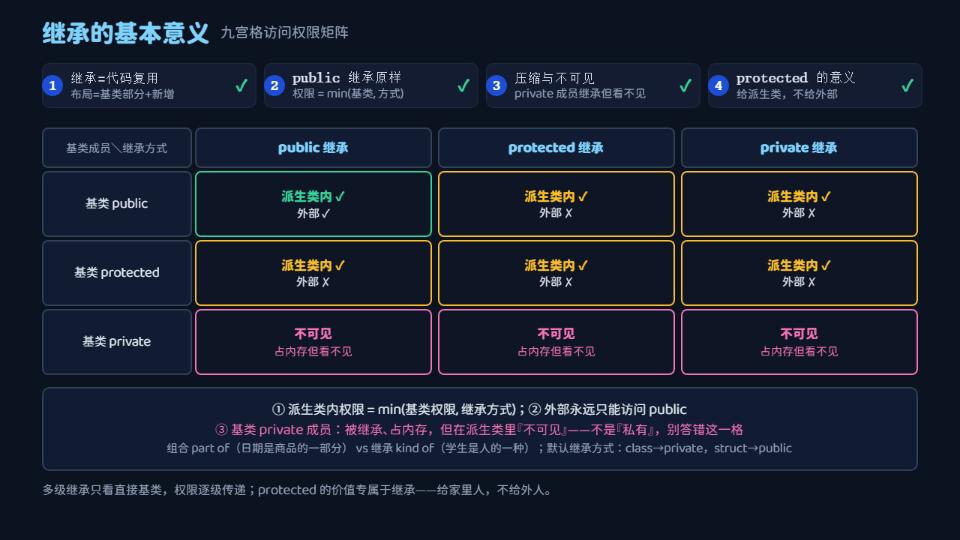 继承的基本意义 九宫格访问权限矩阵
1 继承=代码复用 ✓
布局=基类部分+新增
2 public 继承原样 ✓
权限 = min(基类, 方式)
3 压缩与不可见 ✓
private 成员继承但看不见
4 protected 的意义 ✓
给派生类，不给外部
基类成员＼继承方式 public 继承 protected 继承 private 继承
基类 public
派生类内 ✓
外部 ✓
派生类内 ✓
外部 ✗
派生类内 ✓
外部 ✗
基类 protected
派生类内 ✓
外部 ✗
派生类内 ✓
外部 ✗
派生类内 ✓
外部 ✗
基类 private
不可见
占内存但看不见
不可见
占内存但看不见
不可见
占内存但看不见
① 派生类内权限 = min(基类权限, 继承方式)；② 外部永远只能访问 public
③ 基类 private 成员：被继承、占内存，但在派生类里『不可见』——不是『私有』，别答错这一格
组合 part of（日期是商品的一部分） vs 继承 kind of（学生是人的一种）；默认继承方式：class→private，struct→public
多级继承只看直接基类，权限逐级传递；protected 的价值专属于继承——给家里人，不给外人。